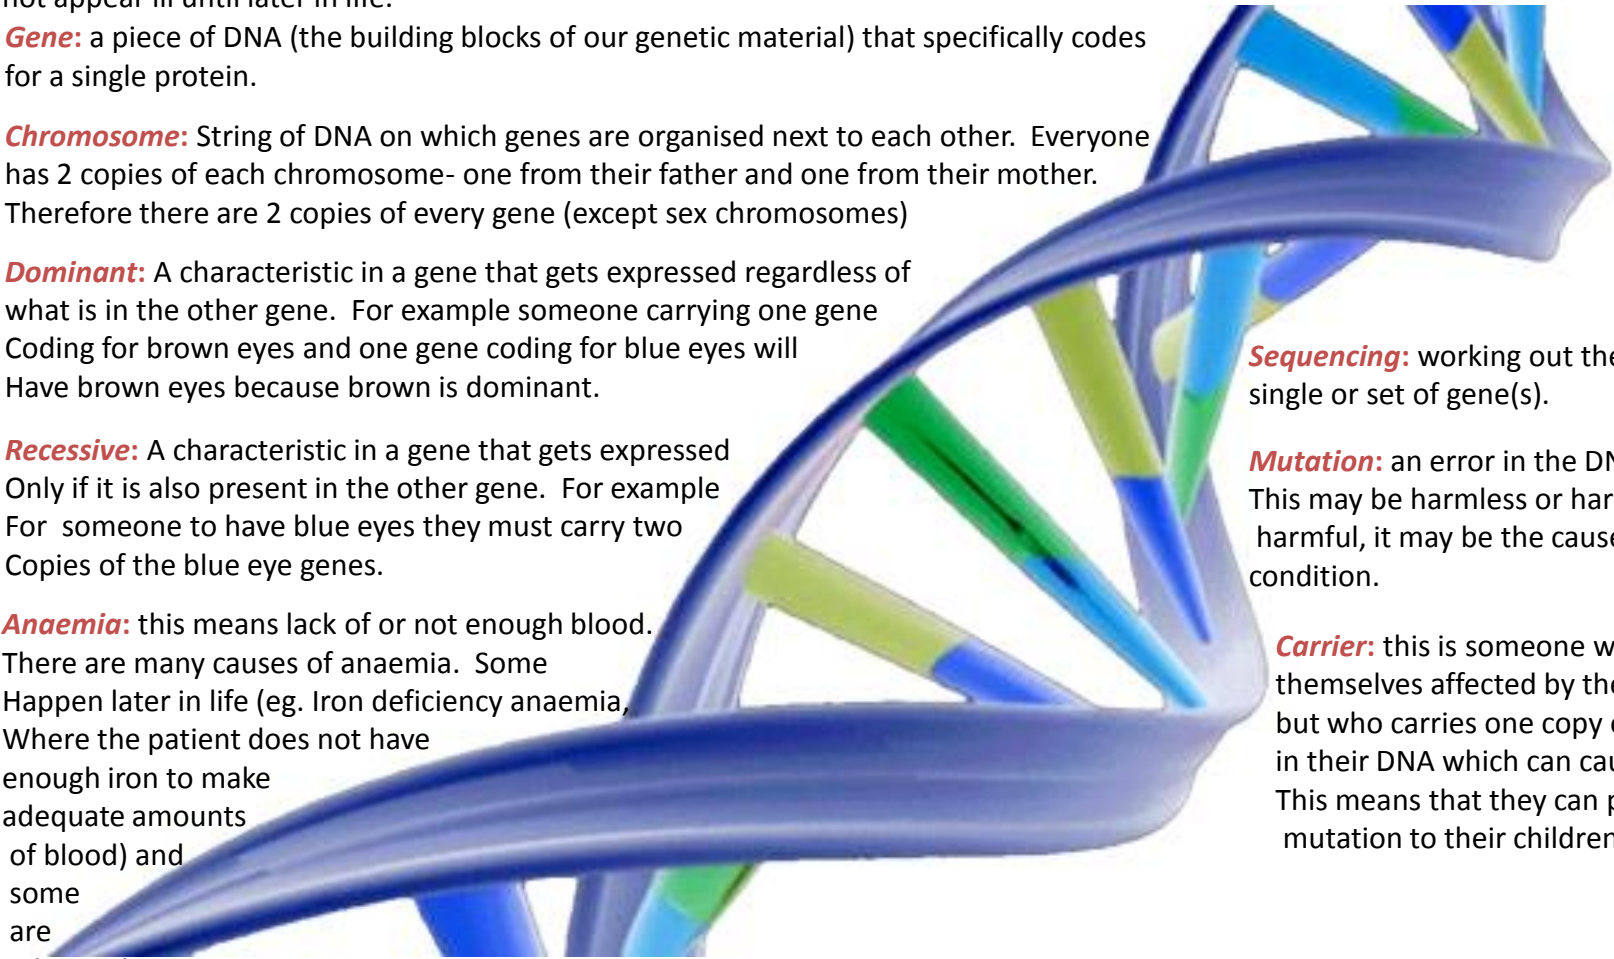 not appear ill until later in life.
Gene: a piece of DNA (the building blocks of our genetic material) that specifically codes
for a single protein.
Chromosome: String of DNA on which genes are organised next to each other. Everyone
has 2 copies of each chromosome- one from their father and one from their mother.
Therefore there are 2 copies of every gene (except sex chromosomes)
Dominant: A characteristic in a gene that gets expressed regardless of
what is in the other gene. For example someone carrying one gene
Coding for brown eyes and one gene coding for blue eyes will
Have brown eyes because brown is dominant.
Recessive: A characteristic in a gene that gets expressed
Only if it is also present in the other gene. For example
For someone to have blue eyes they must carry two
Copies of the blue eye genes.
Anaemia: this means lack of or not enough blood.
There are many causes of anaemia. Some
Happen later in life (eg. Iron deficiency anaemia,
Where the patient does not have
enough iron to make
adequate amounts
of blood) and
some
are
Sequencing: working out the
single or set of gene(s).
Mutation: an error in the
This may be harmless or
harmful, it may be the cause
condition.
Carrier: this is someone
themselves affected by the
but who carries one copy
in their DNA which can
This means that they can
mutation to their children